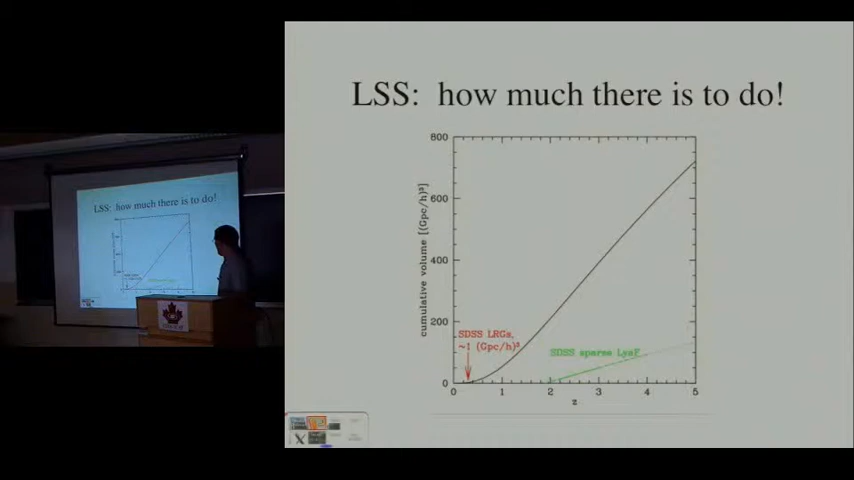 LSS: how much there is to do!
800
600
400
200
0
cumulative volume [(Gpc/h)³]
SDSS LRGs,
~1 (Gpc/h)³
SDSS sparse LyaF
0 1 2 3 4 5
z
LSS: how much there is to do!